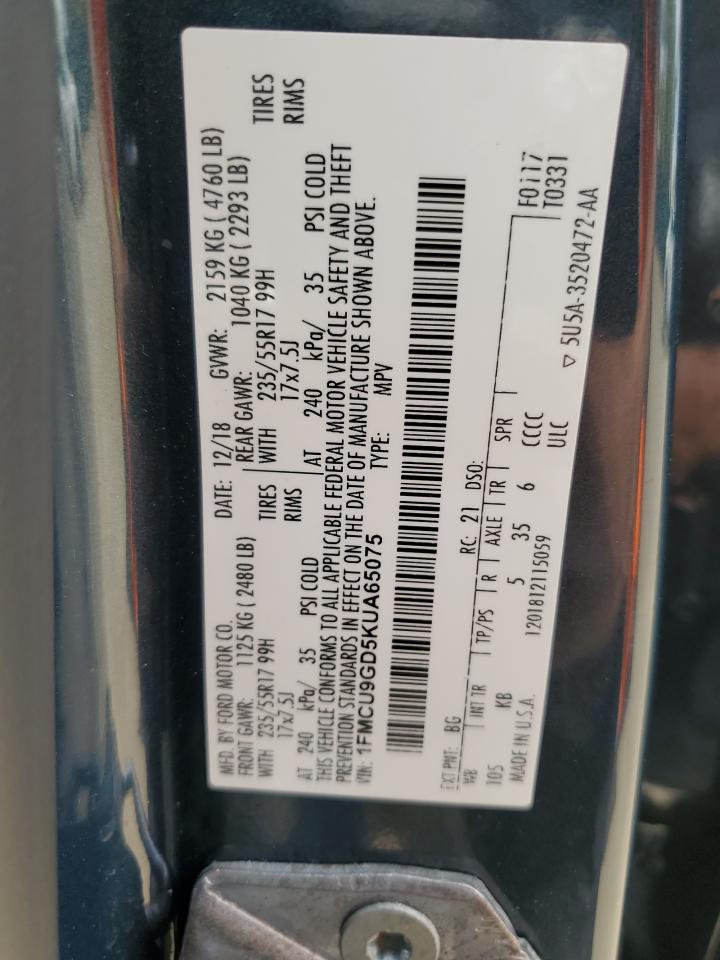 MFD. BY FORD MOTOR CO. DATE: 12/18 GVWR: 2159 KG ( 4760 LB)
FRONT GAWR: 1125 KG ( 2480 LB) REAR GAWR: 1040 KG ( 2293 LB)
WITH 235/55R17 99H TIRES WITH 235/55R17 99H TIRES
17x7.5J RIMS 17x7.5J RIMS
AT 240 kPa/ 35 PSI COLD AT 240 kPa/ 35 PSI COLD
THIS VEHICLE CONFORMS TO ALL APPLICABLE FEDERAL MOTOR VEHICLE SAFETY AND THEFT
PREVENTION STANDARDS IN EFFECT ON THE DATE OF MANUFACTURE SHOWN ABOVE.
VIN: 1FMCU9GD5KUA65075 TYPE: MPV
EXT PNT: BG RC: 21 DSO: F0117
T0331
WB INT TR TP/PS R AXLE TR SPR
105 KB 5 35 6 CCCC
MADE IN U.S.A. 1201812115059 ULC ▽ 5U5A-3520472-AA